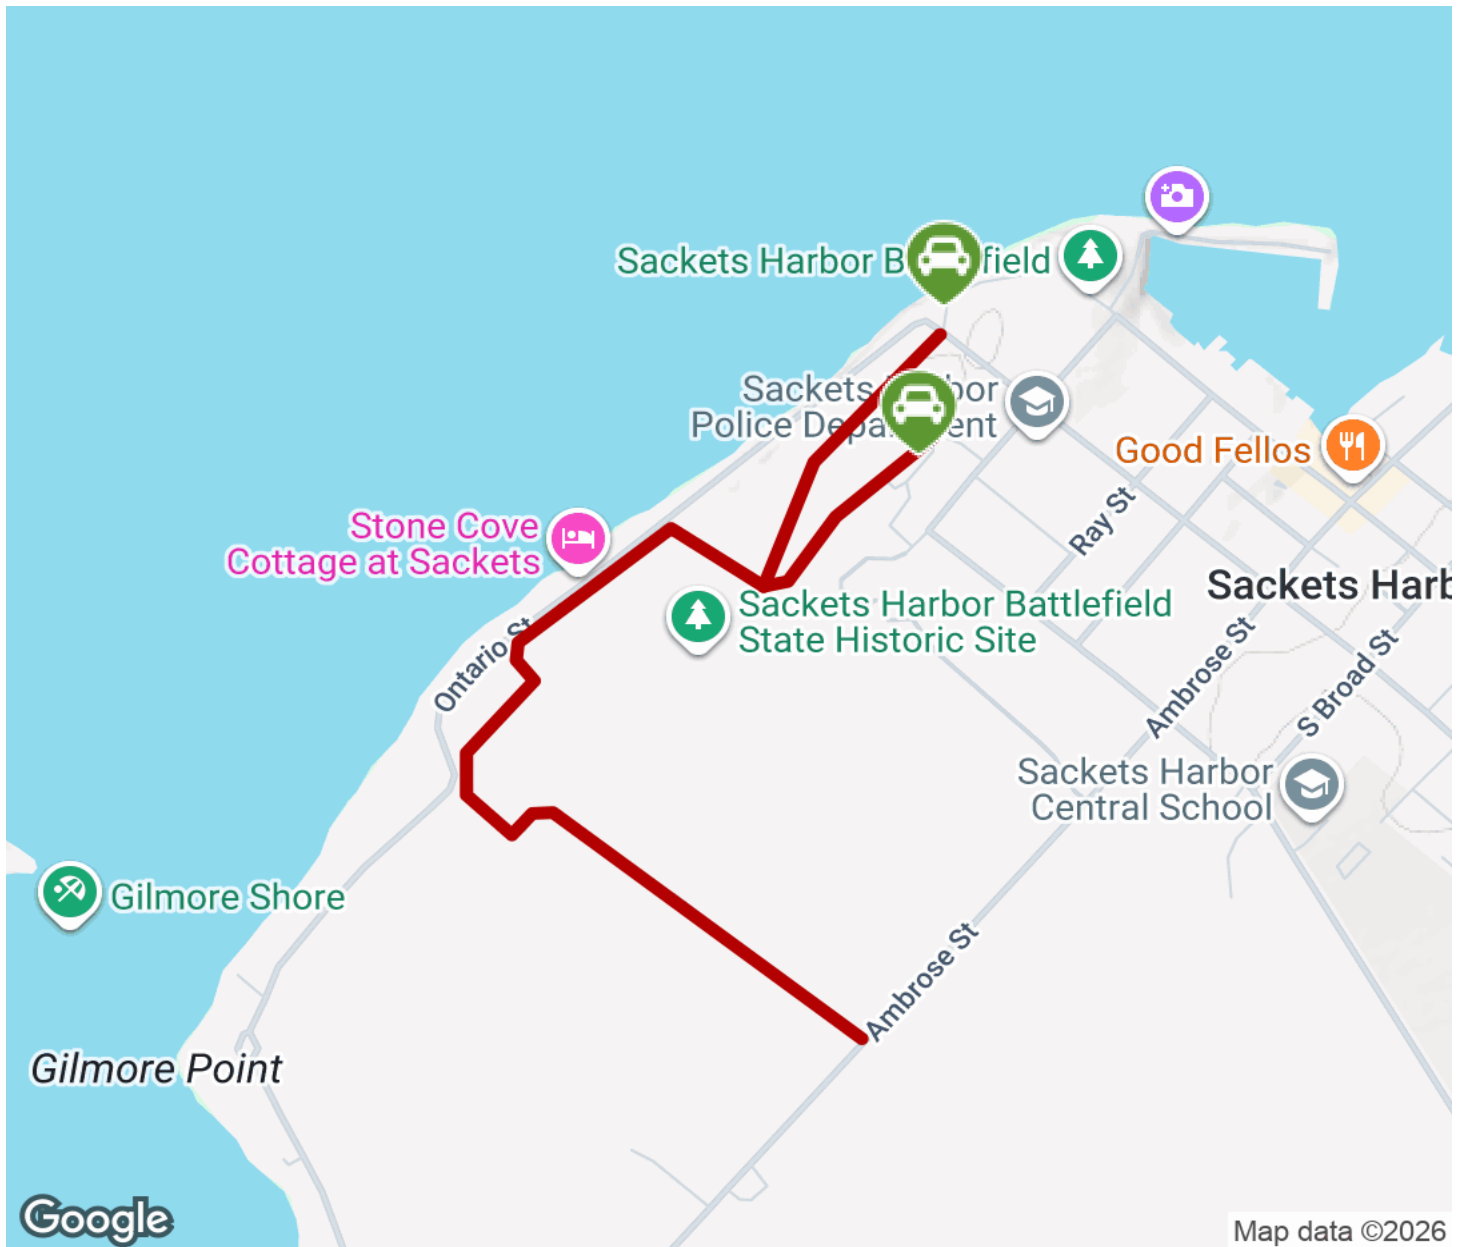 Sackets Harbor B field
Sackets H bor
Police Depa ent
Good Fellos
Ray St
Stone Cove
Cottage at Sackets
Sackets Harb
Sackets Harbor Battlefield
State Historic Site
Ontario St
Ambrose St
S Broad St
Sackets Harbor
Central School
Gilmore Shore
Ambrose St
Gilmore Point
Google
Map data ©2026